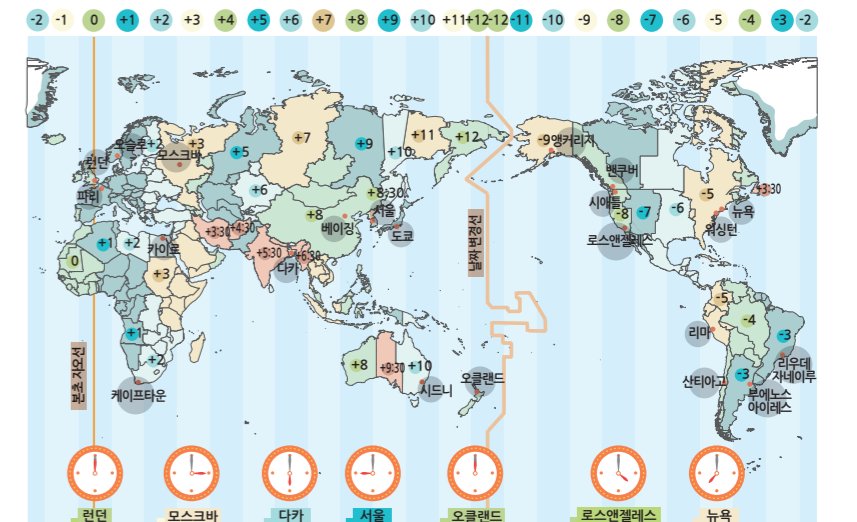 -2 -1 0 +1 +2 +3 +4 +5 +6 +7 +8 +9 +10 +11 +12 -12 -11 -10 -9 -8 -7 -6 -5 -4 -3 -2
오슬로 +2 +3
모스크바
런던
파리
+5
+7
+9
+10
+11
+12
-9 앵커리지
밴쿠버
시애틀
-8
-7
-6
-5
+3:30
뉴욕
워싱턴
로스앤젤레스
+6
+8
베이징
+8:30
서울
도쿄
날짜 변경선
0
+1
+2
카이로
+3
+3:30
+4:30
+5:30
다카
+6:30
-5
-4
-3
리마
+1
+2
케이프타운
본초 자오선
+8
+9:30
+10
시드니
오클랜드
산티아고
-3
부에노스
아이레스
리우데
자네이루
런던
모스크바
다카
서울
오클랜드
로스앤젤레스
뉴욕